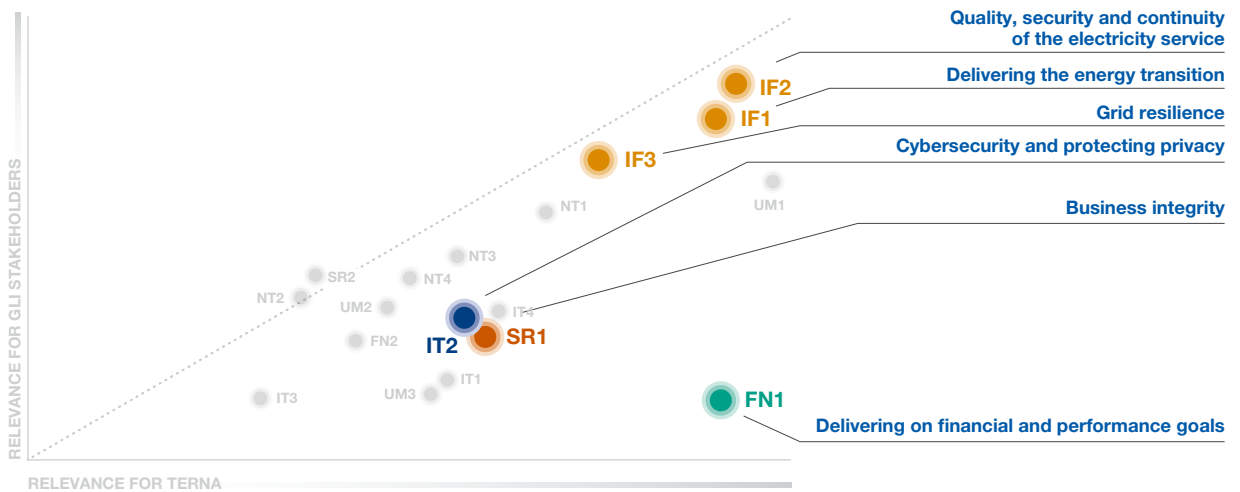 Quality, security and continuity
of the electricity service
Delivering the energy transition
IF2
IF1
Grid resilience
Cybersecurity and protecting privacy
IF3
UM1
NT1
Business integrity
NT3
SR2
NT4
NT2
UM2
IT4
FN2
IT2
SR1
IT1
UM3
IT3
FN1
Delivering on financial and performance goals
RELEVANCE FOR GLI STAKEHOLDERS
RELEVANCE FOR TERNA